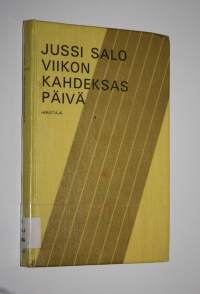 JUSSI SALO
VIIKON
KAHDEKSAS
PÄIVÄ